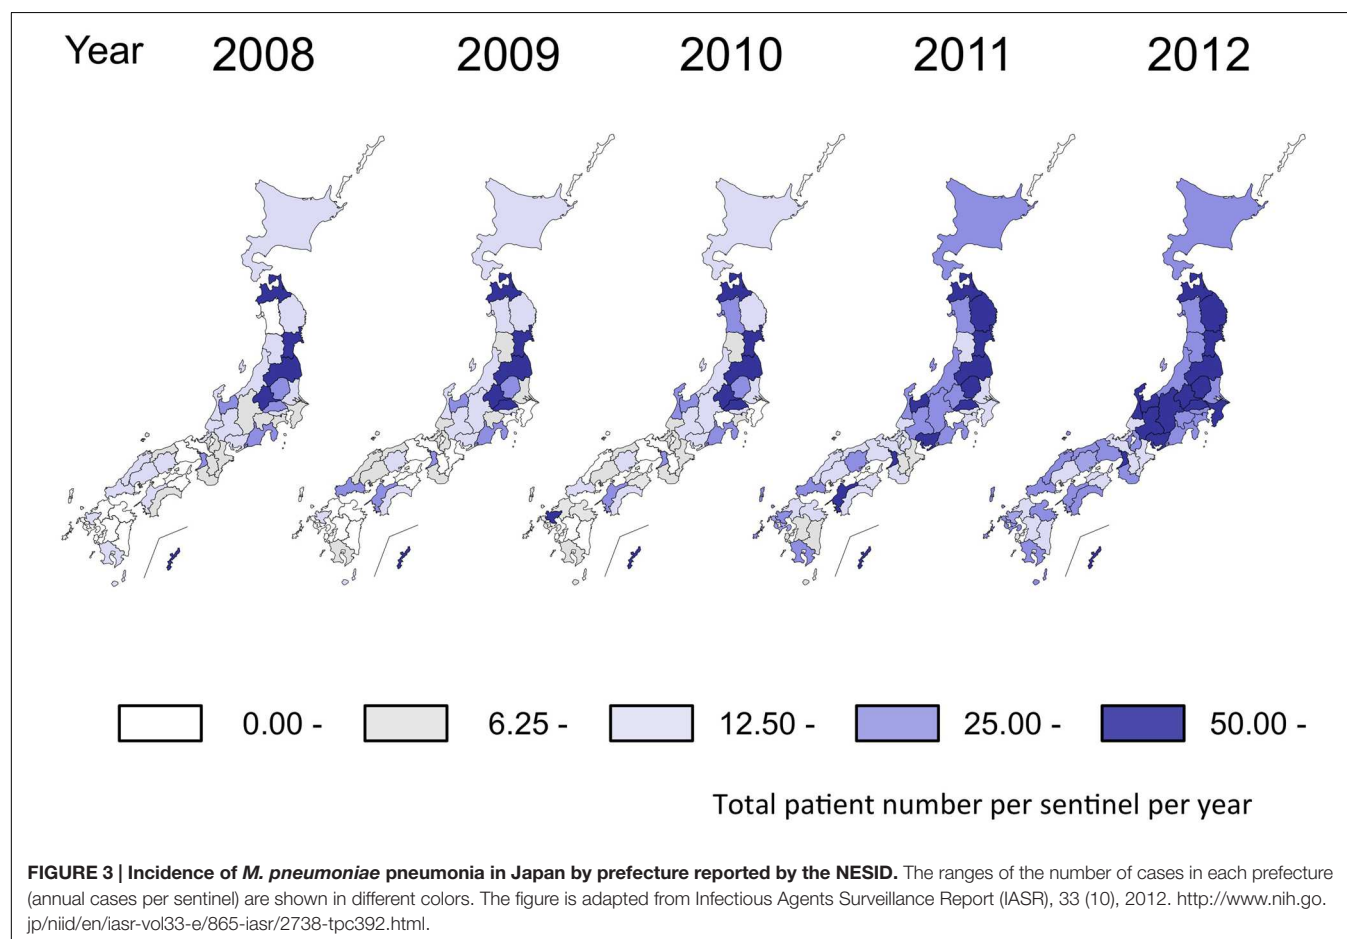 Year 2008 2009 2010 2011 2012
0.00 - 6.25 - 12.50 - 25.00 - 50.00 -
Total patient number per sentinel per year
FIGURE 3 | Incidence of M. pneumoniae pneumonia in Japan by prefecture reported by the NESID. The ranges of the number of cases in each prefecture
(annual cases per sentinel) are shown in different colors. The figure is adapted from Infectious Agents Surveillance Report (IASR), 33 (10), 2012. http://www.nih.go.
jp/niid/en/iasr-vol33-e/865-iasr/2738-tpc392.html.